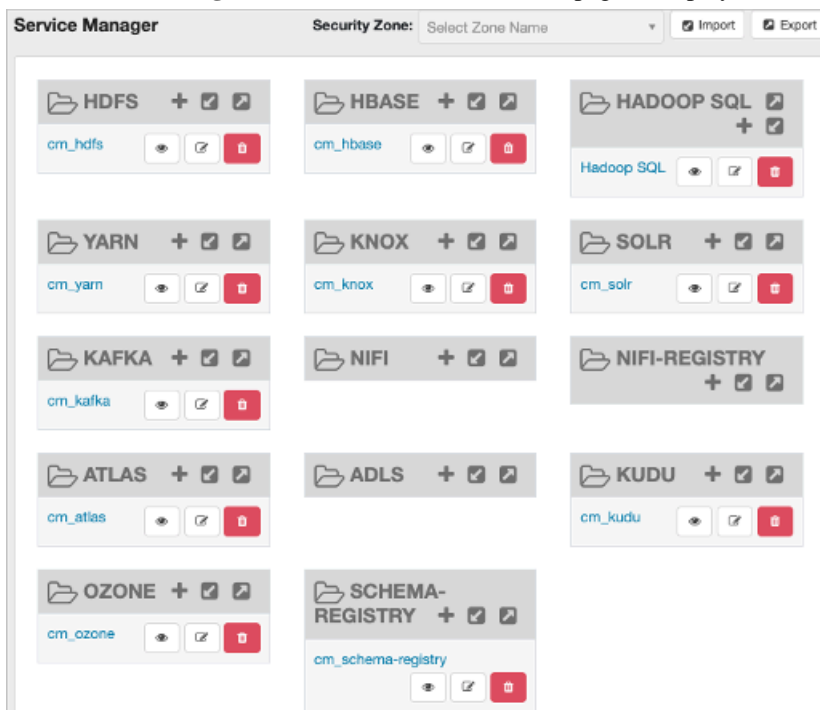 Service Manager
Security Zone: Select Zone Name Import Export
HDFS HBASE HADOOP SQL
cm_hdfs cm_hbase Hadoop SQL
YARN KNOX SOLR
cm_yarn cm_knox cm_solr
KAFKA NIFI NIFI-REGISTRY
cm_kafka
ATLAS ADLS KUDU
cm_atlas cm_kudu
OZONE SCHEMA-
REGISTRY
cm_ozone cm_schema-registry